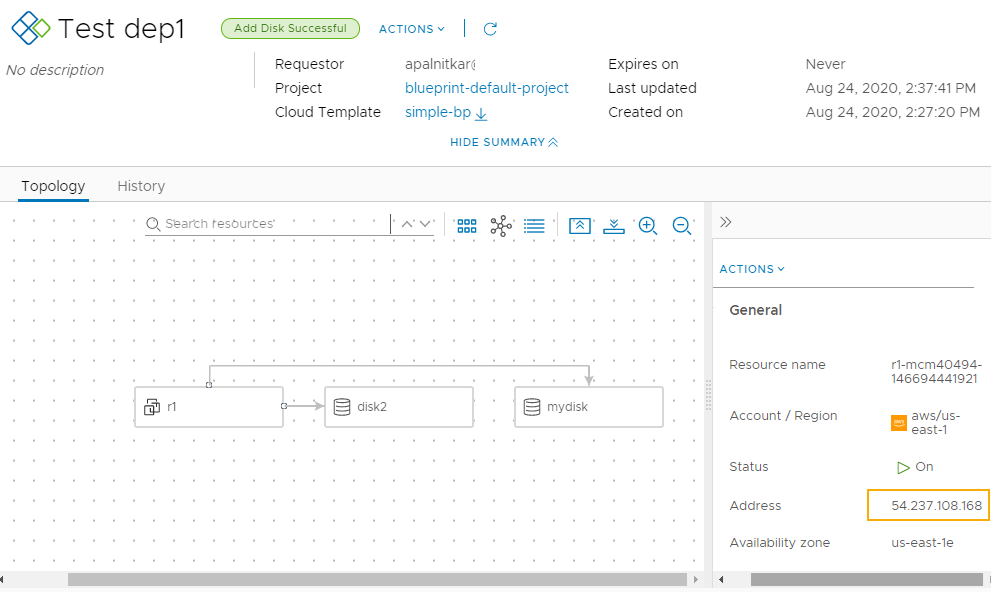 Test dep1
Add Disk Successful
ACTIONS
No description
Requestor apalnitkar@
Expires on Never
Project blueprint-default-project
Last updated Aug 24, 2020, 2:37:41 PM
Cloud Template simple-bp
Created on Aug 24, 2020, 2:27:20 PM
HIDE SUMMARY
Topology History
Search resources
r1
disk2
mydisk
ACTIONS
General
Resource name r1-mcm40494-
146694441921
Account / Region aws/us-
east-1
Status On
Address 54.237.108.168
Availability zone us-east-1e